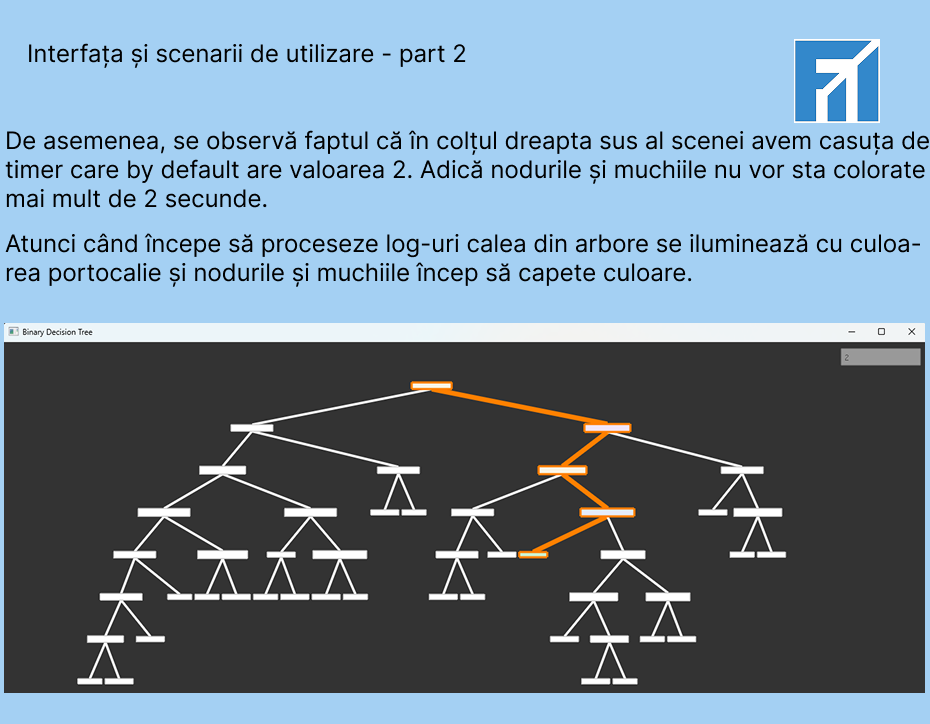 Interfața și scenarii de utilizare - part 2
De asemenea, se observă faptul că în colțul dreapta sus al scenei avem casuța de
timer care by default are valoarea 2. Adică nodurile și muchiile nu vor sta colorate
mai mult de 2 secunde.
Atunci când începe să proceseze log-uri calea din arbore se iluminează cu culoa-
rea portocalie și nodurile și muchiile încep să capete culoare.
Binary Decision Tree
2